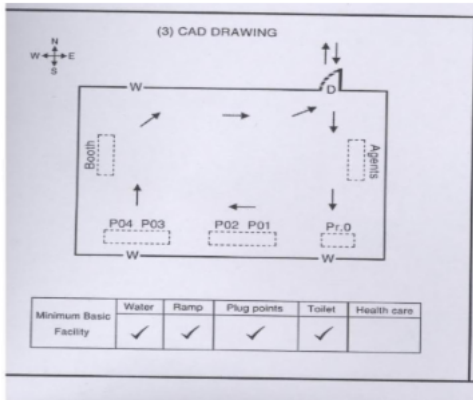 (3) CAD DRAWING
N
W E
S
W
D
Booth
Agents
P04 P03
P02 P01
Pr.0
W
W
Minimum Basic Facility
Water
Ramp
Plug points
Toilet
Health care
✓
✓
✓
✓